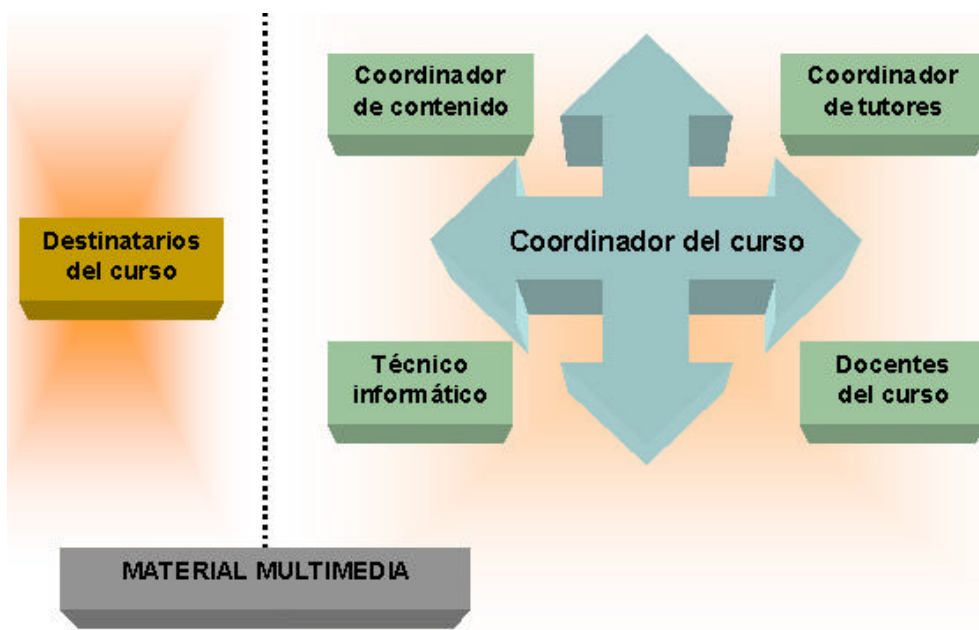 Coordinador
de contenido
Coordinador
de tutores
Destinatarios
del curso
Coordinador del curso
Técnico
informático
Docentes
del curso
MATERIAL MULTIMEDIA